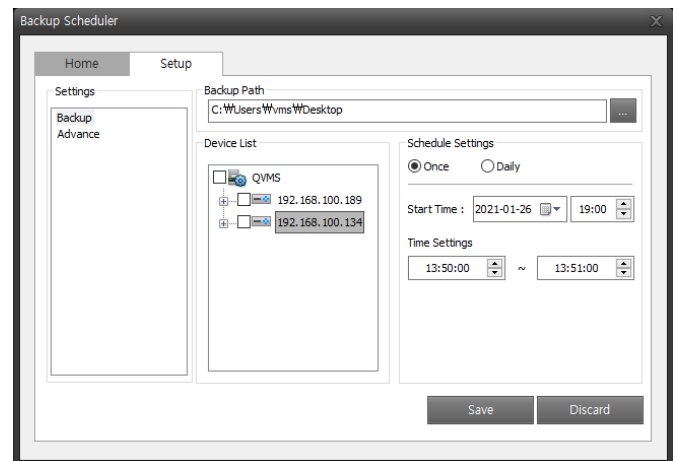 Backup Scheduler
Home
Setup
Settings
Backup
Advance
Backup Path
C:₩Users₩vms₩Desktop
...
Device List
QVMS
192.168.100.189
192.168.100.134
Schedule Settings
Once
Daily
Start Time :
2021-01-26
19:00
Time Settings
13:50:00
~
13:51:00
Save
Discard